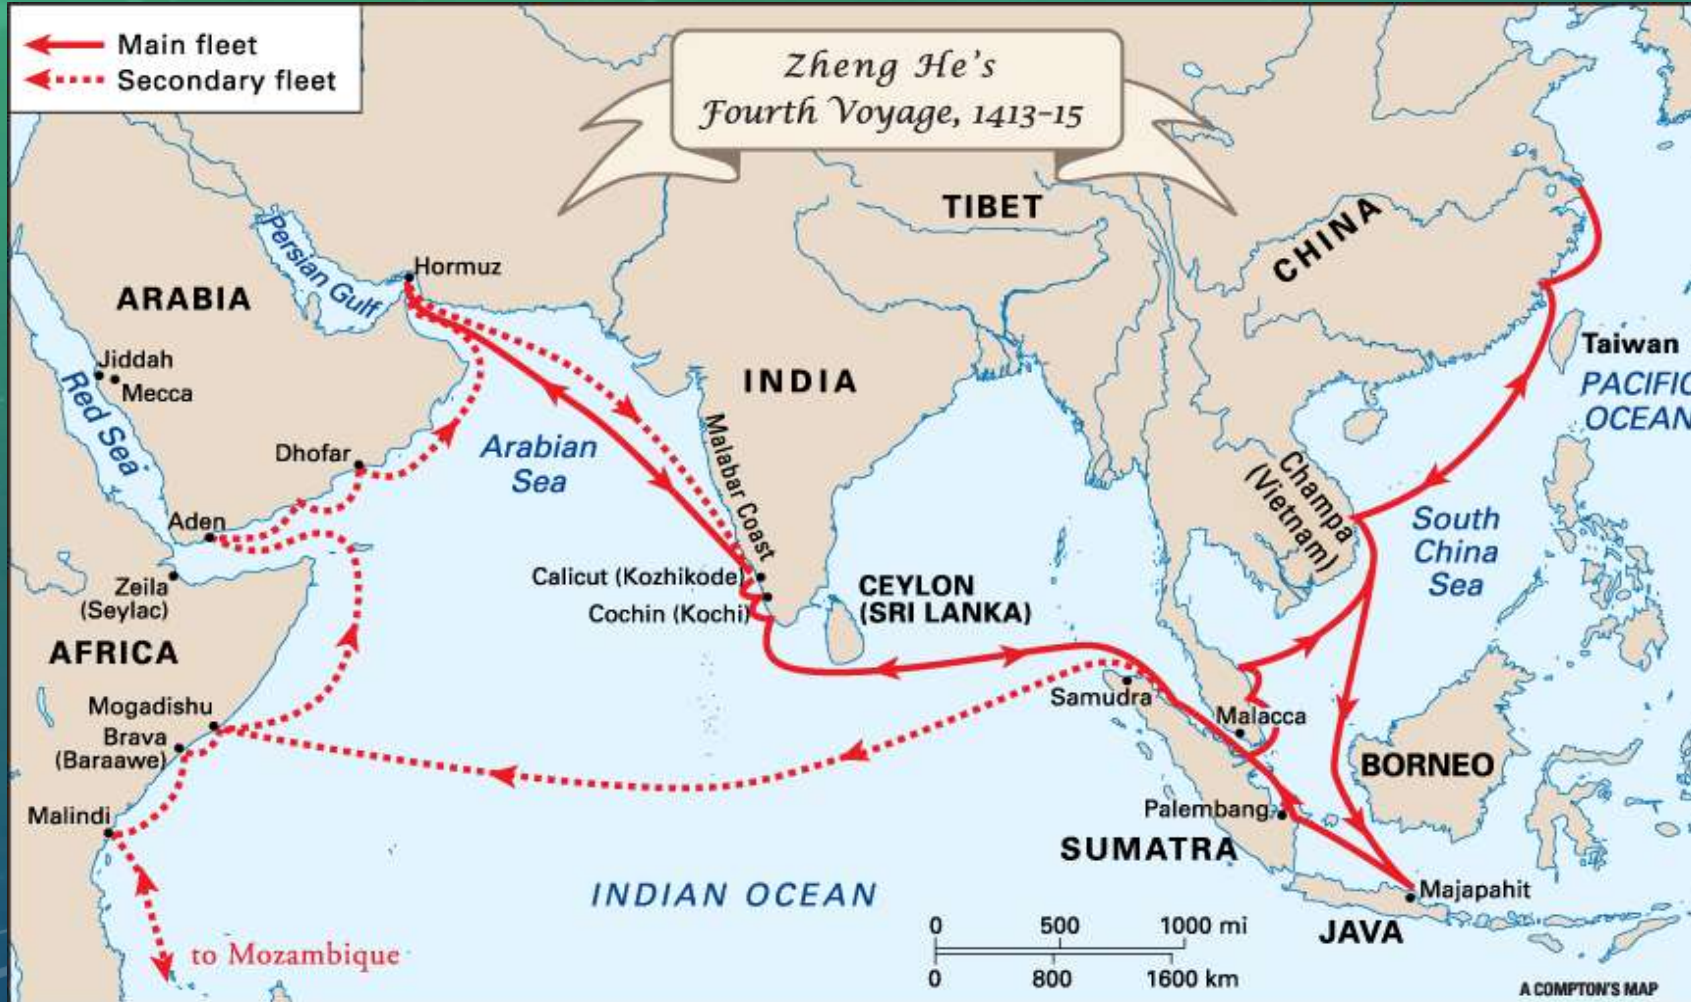 Main fleet
Secondary fleet
Zheng He's
Fourth Voyage, 1413–15
TIBET
CHINA
Persian Gulf
Hormuz
ARABIA
Taiwan
PACIFIC
OCEAN
Jiddah
Mecca
Red Sea
INDIA
Malabar Coast
Arabian
Sea
Dhofar
Champa
(Vietnam)
South
China
Sea
Aden
Zeila
(Seylac)
Calicut (Kozhikode)
Cochin (Kochi)
CEYLON
(SRI LANKA)
AFRICA
Mogadishu
Brava
(Baraawe)
Samudra
Malacca
BORNEO
Malindi
Palembang
SUMATRA
INDIAN OCEAN
Majapahit
JAVA
to Mozambique
0 500 1000 mi
0 800 1600 km
A COMPTON'S MAP